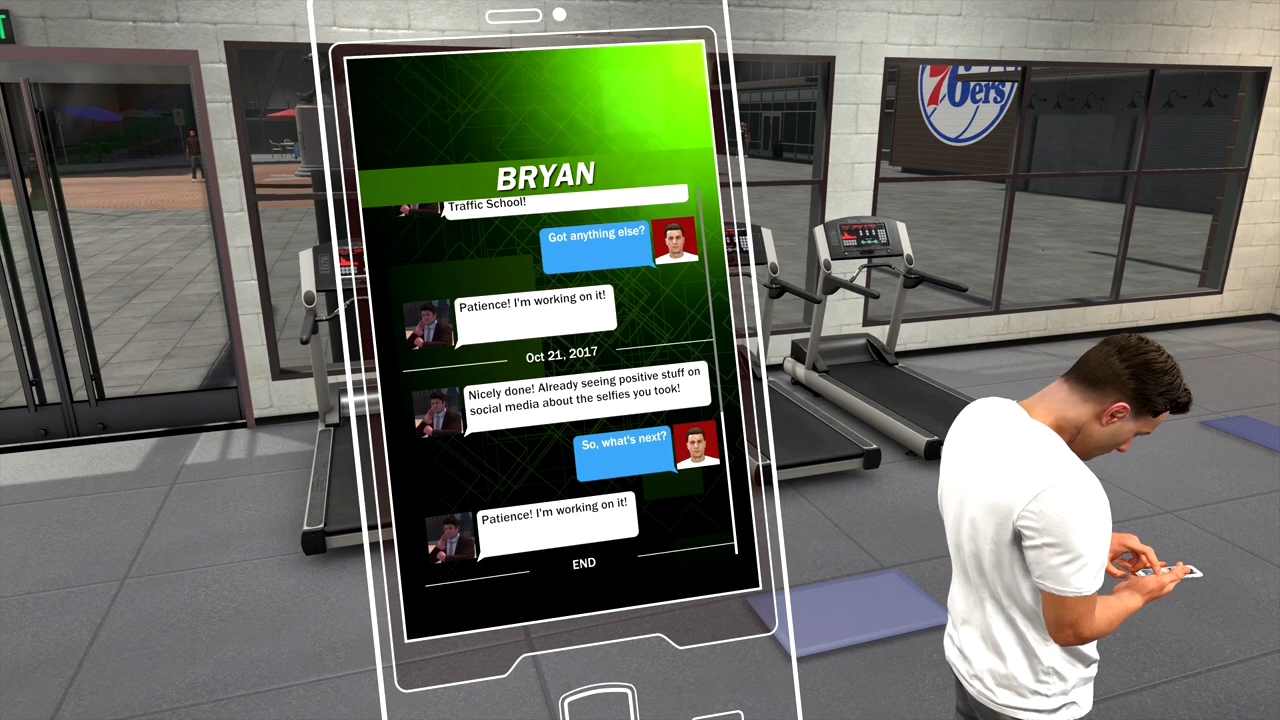 BRYAN
Traffic School!
Got anything else?
Patience! I'm working on it!
Oct 21, 2017
Nicely done! Already seeing positive stuff on
social media about the selfies you took!
So, what's next?
Patience! I'm working on it!
END
76ers
T